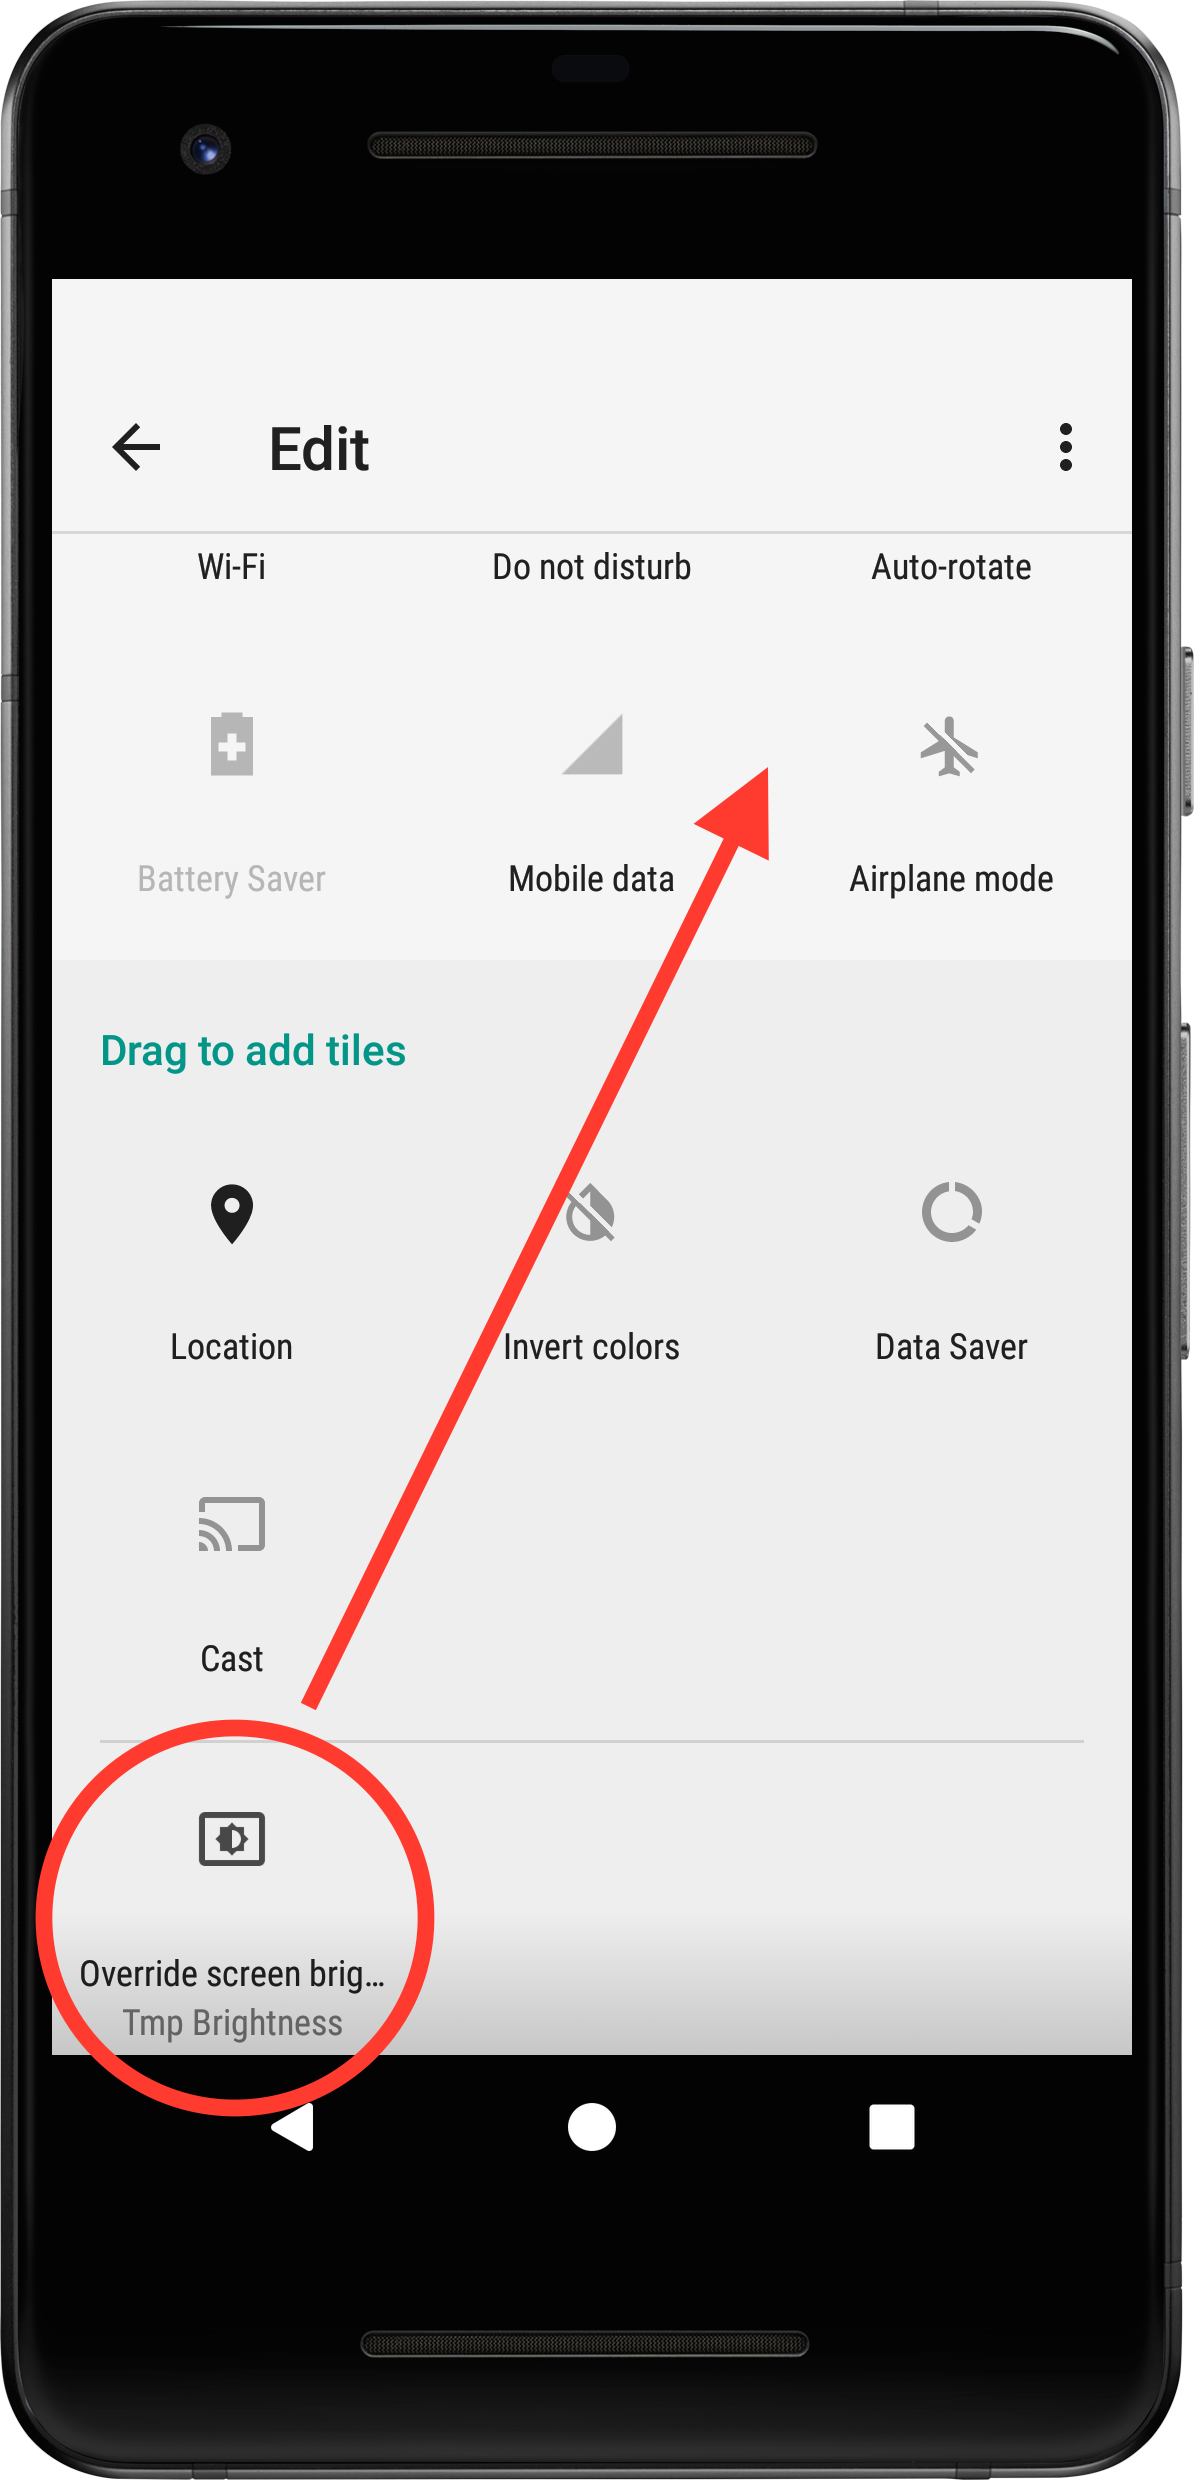 Edit
Wi-Fi
Do not disturb
Auto-rotate
Battery Saver
Mobile data
Airplane mode
Drag to add tiles
Location
Invert colors
Data Saver
Cast
Override screen brig…
Tmp Brightness